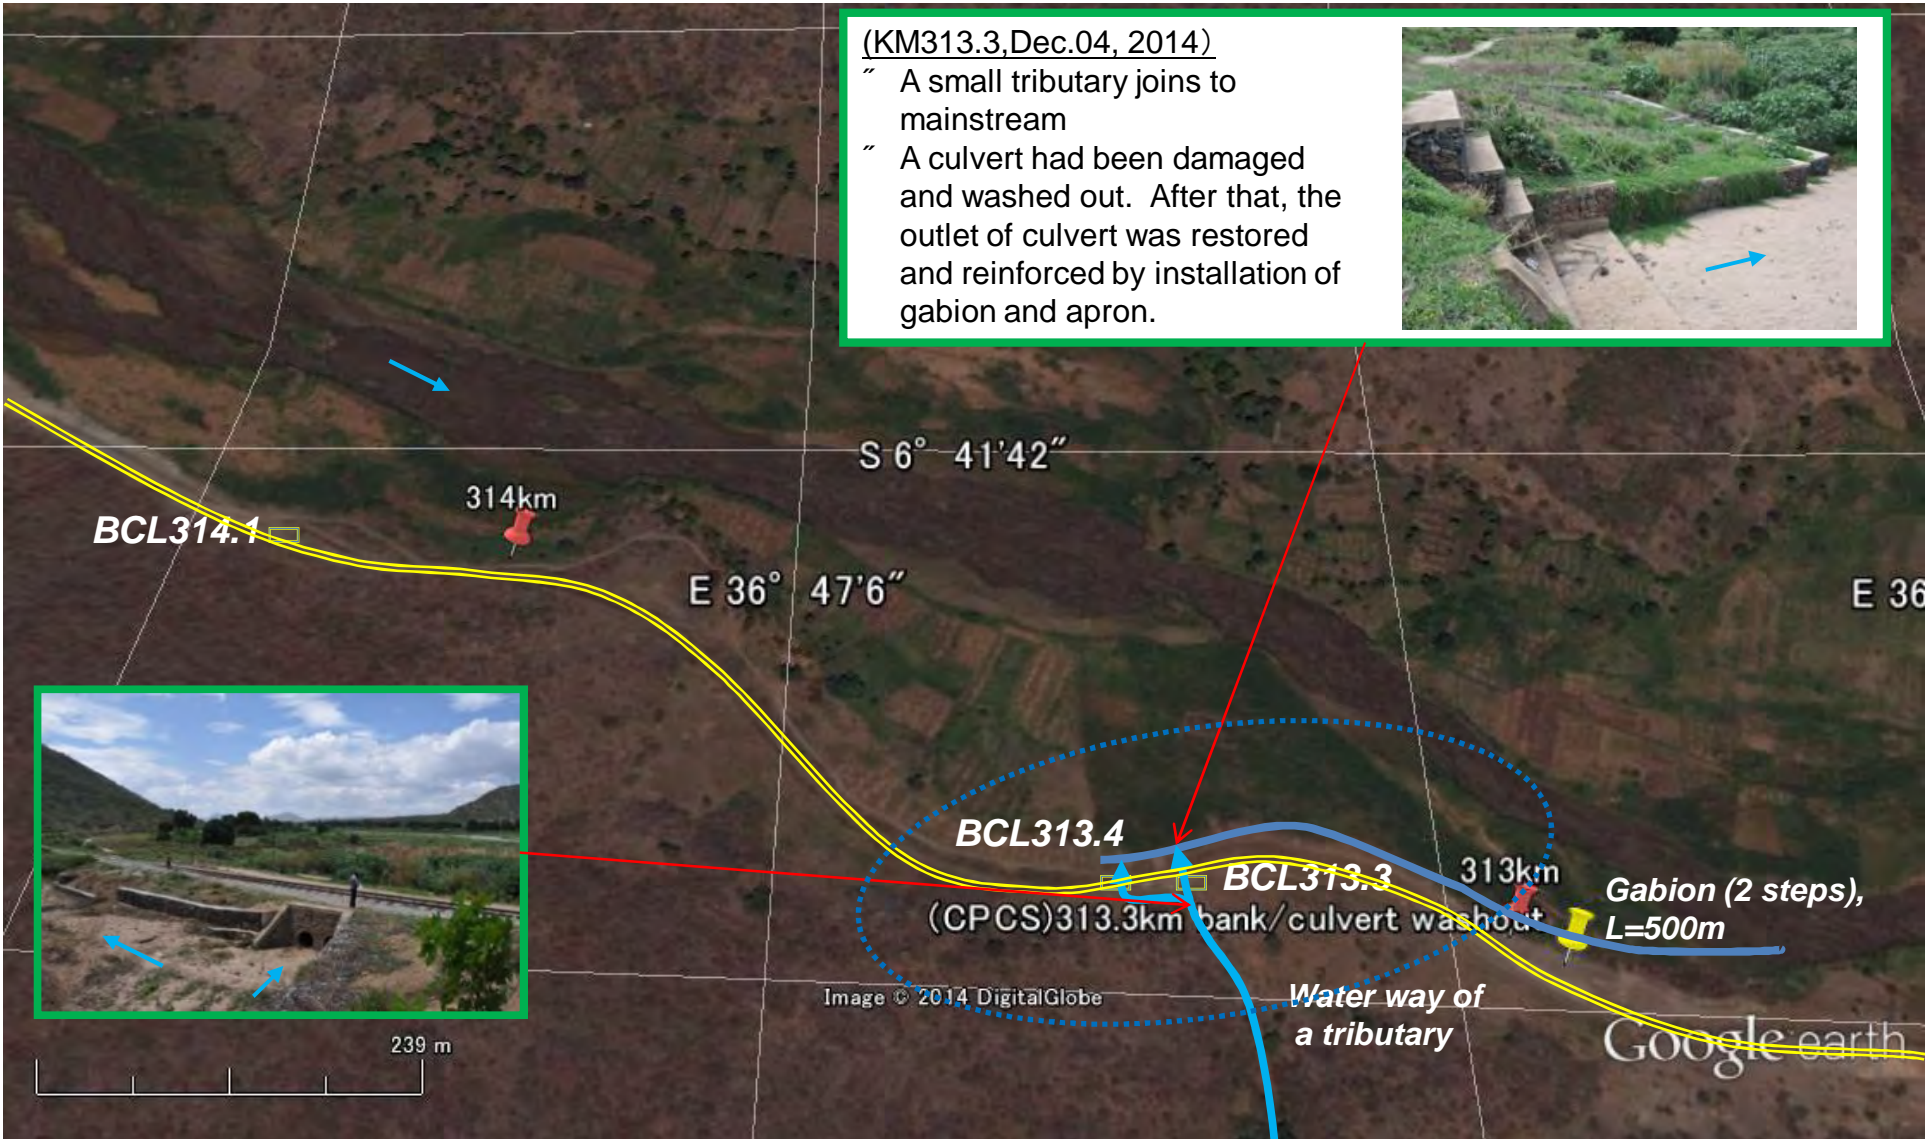 (KM313.3,Dec.04, 2014)
˝ A small tributary joins to
mainstream
˝ A culvert had been damaged
and washed out. After that, the
outlet of culvert was restored
and reinforced by installation of
gabion and apron.
S 6° 41'42″
314km
BCL314.1
E 36° 47'6″
E 36
BCL313.4
BCL313.3
313km
(CPCS)313.3km bank/culvert washout
Gabion (2 steps),
L=500m
Image © 2014 DigitalGlobe
Water way of
a tributary
Google earth
239 m